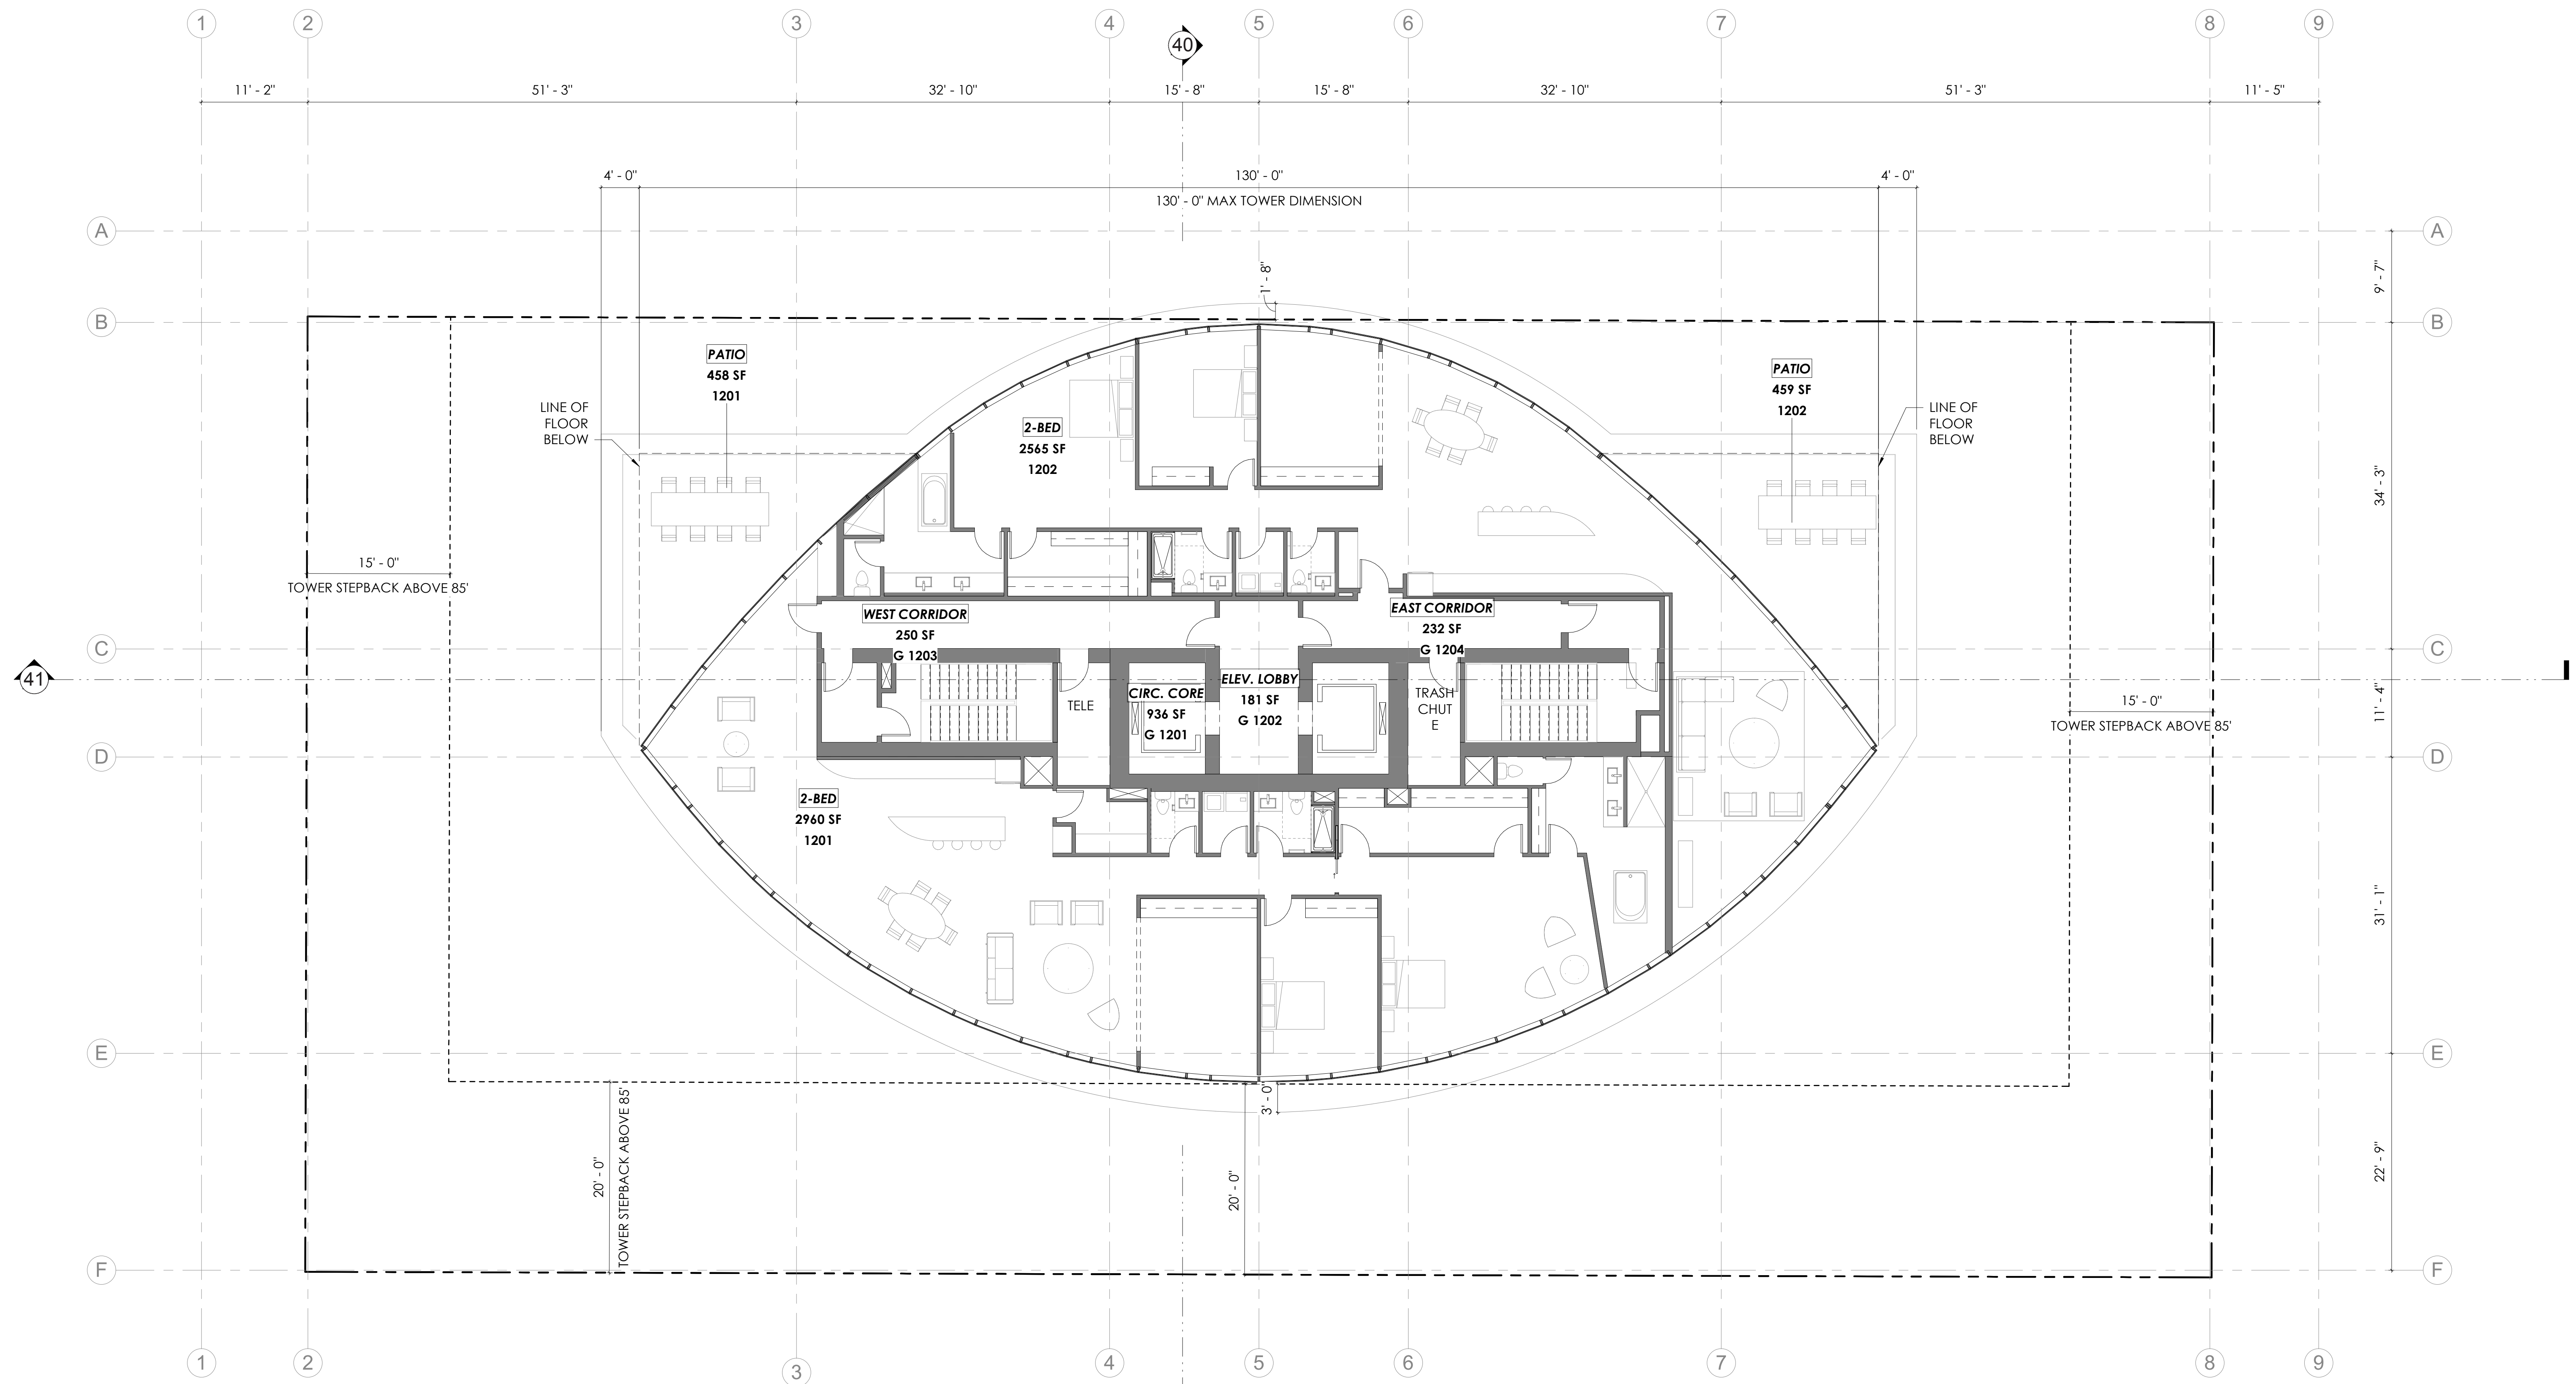 1 2 3 4 5 6 7 8 9
40
11' - 2" 51' - 3" 32' - 10" 15' - 8" 15' - 8" 32' - 10" 51' - 3" 11' - 5"
4' - 0" 130' - 0" 4' - 0"
130' - 0" MAX TOWER DIMENSION
A A
9' - 7"
1' - 8"
B B
PATIO
458 SF
1201
PATIO
459 SF
1202
LINE OF
FLOOR
BELOW
LINE OF
FLOOR
BELOW
2-BED
2565 SF
1202
34' - 3"
15' - 0"
TOWER STEPBACK ABOVE 85'
WEST CORRIDOR
250 SF
G 1203
EAST CORRIDOR
232 SF
G 1204
C C
41
TELE
CIRC. CORE
936 SF
G 1201
ELEV. LOBBY
181 SF
G 1202
TRASH
CHUT
E
11' - 4"
15' - 0"
TOWER STEPBACK ABOVE 85'
D D
2-BED
2960 SF
1201
31' - 1"
E E
3' - 0"
20' - 0"
TOWER STEPBACK ABOVE 85'
20' - 0"
22' - 9"
F F
1 2 3 4 5 6 7 8 9